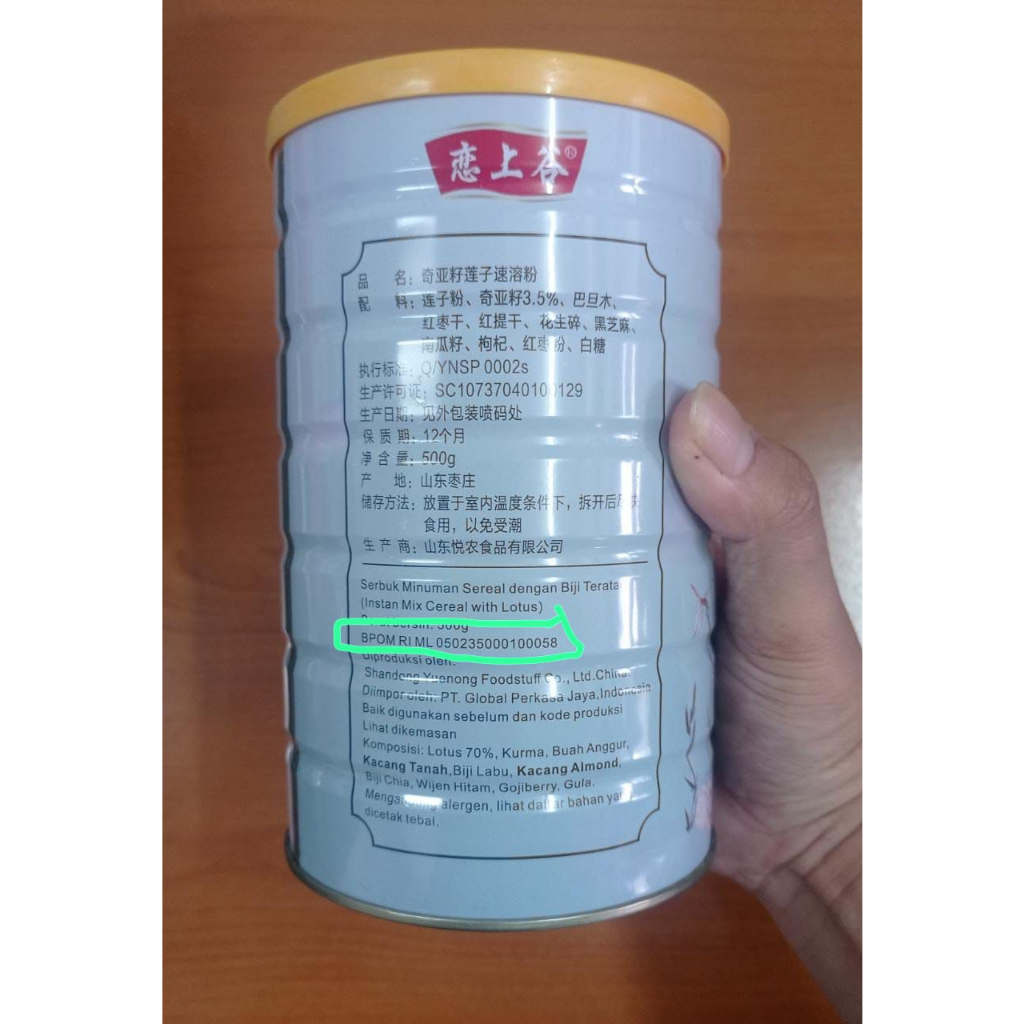 恋上谷®
品 名：奇亚籽莲子速溶粉
配 料：莲子粉、奇亚籽3.5%、巴旦木、
红枣干、红提干、花生碎、黑芝麻、
南瓜籽、枸杞、红枣粉、白糖
执行标准：Q/YNSP 0002s
生产许可证：SC10737040100129
生产日期：见外包装喷码处
保 质 期：12个月
净 含 量：500g
产 地：山东枣庄
储存方法：放置于室内温度条件下，拆开后尽快
食用，以免受潮
生 产 商：山东悦农食品有限公司
Serbuk Minuman Sereal dengan Biji
(Instan Mix Cereal with Lotus)
500g
BPOM RI ML 050235000100058
Diproduksi oleh:
Shandong Yuenong Foodstuff Co., Ltd.China.
Diimpor oleh: PT. Global Perkasa Jaya,Indonesia
Baik digunakan sebelum dan kode produksi
Lihat dikemasan
Komposisi: Lotus 70%, Kurma, Buah Anggur,
Kacang Tanah,Biji Labu, Kacang Almond,
Biji Chia, Wijen Hitam, Gojiberry, Gula.
Mengandung alergen, lihat daftar bahan yang
dicetak tebal.